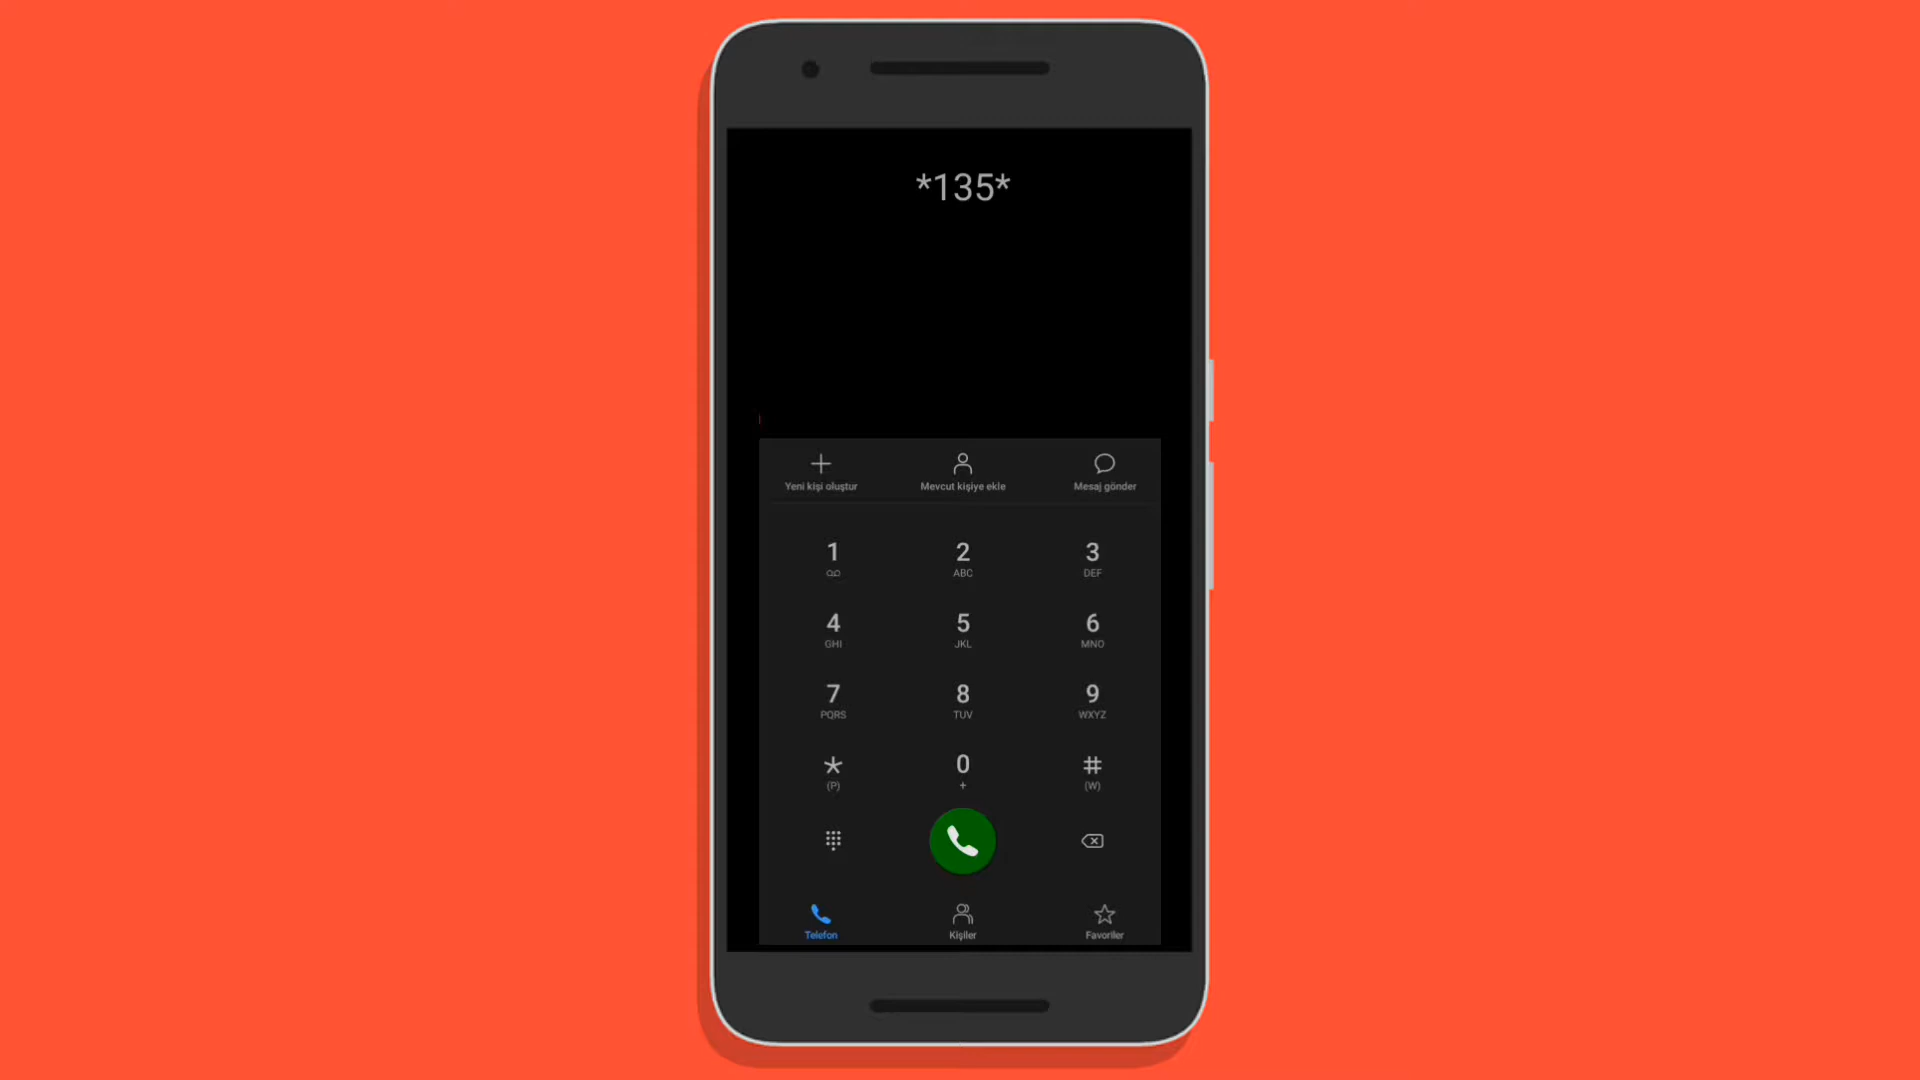 *135*
Yeni kişi oluştur Mevcut kişiye ekle Mesaj gönder
1 2 3
ABC DEF
4 5 6
GHI JKL MNO
7 8 9
PQRS TUV WXYZ
* 0 #
(P) + (W)
Telefon Kişiler Favoriler